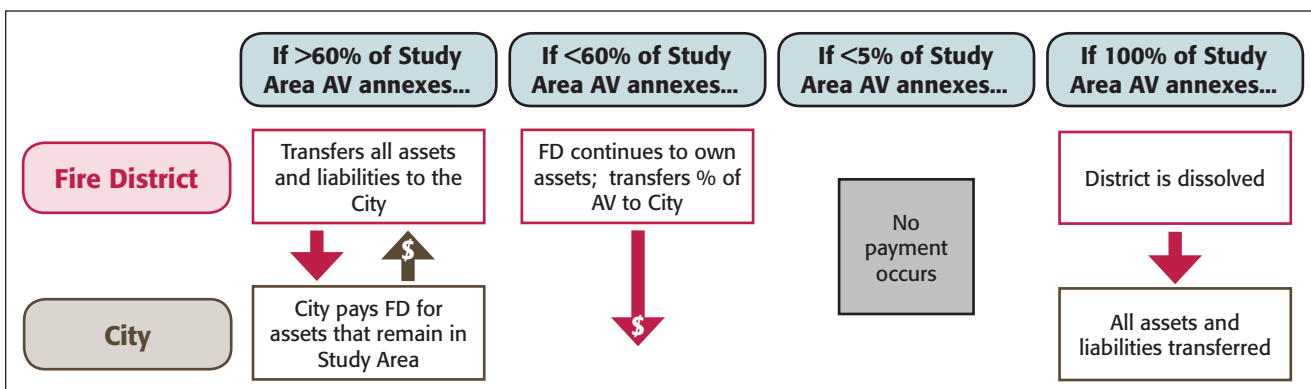 If >60% of Study
Area AV annexes...
If <60% of Study
Area AV annexes...
If <5% of Study
Area AV annexes...
If 100% of Study
Area AV annexes...
Fire District
Transfers all assets
and liabilities to the
City
FD continues to own
assets; transfers % of
AV to City
No
payment
occurs
District is dissolved
$
City
City pays FD for
assets that remain in
Study Area
$
All assets and
liabilities transferred